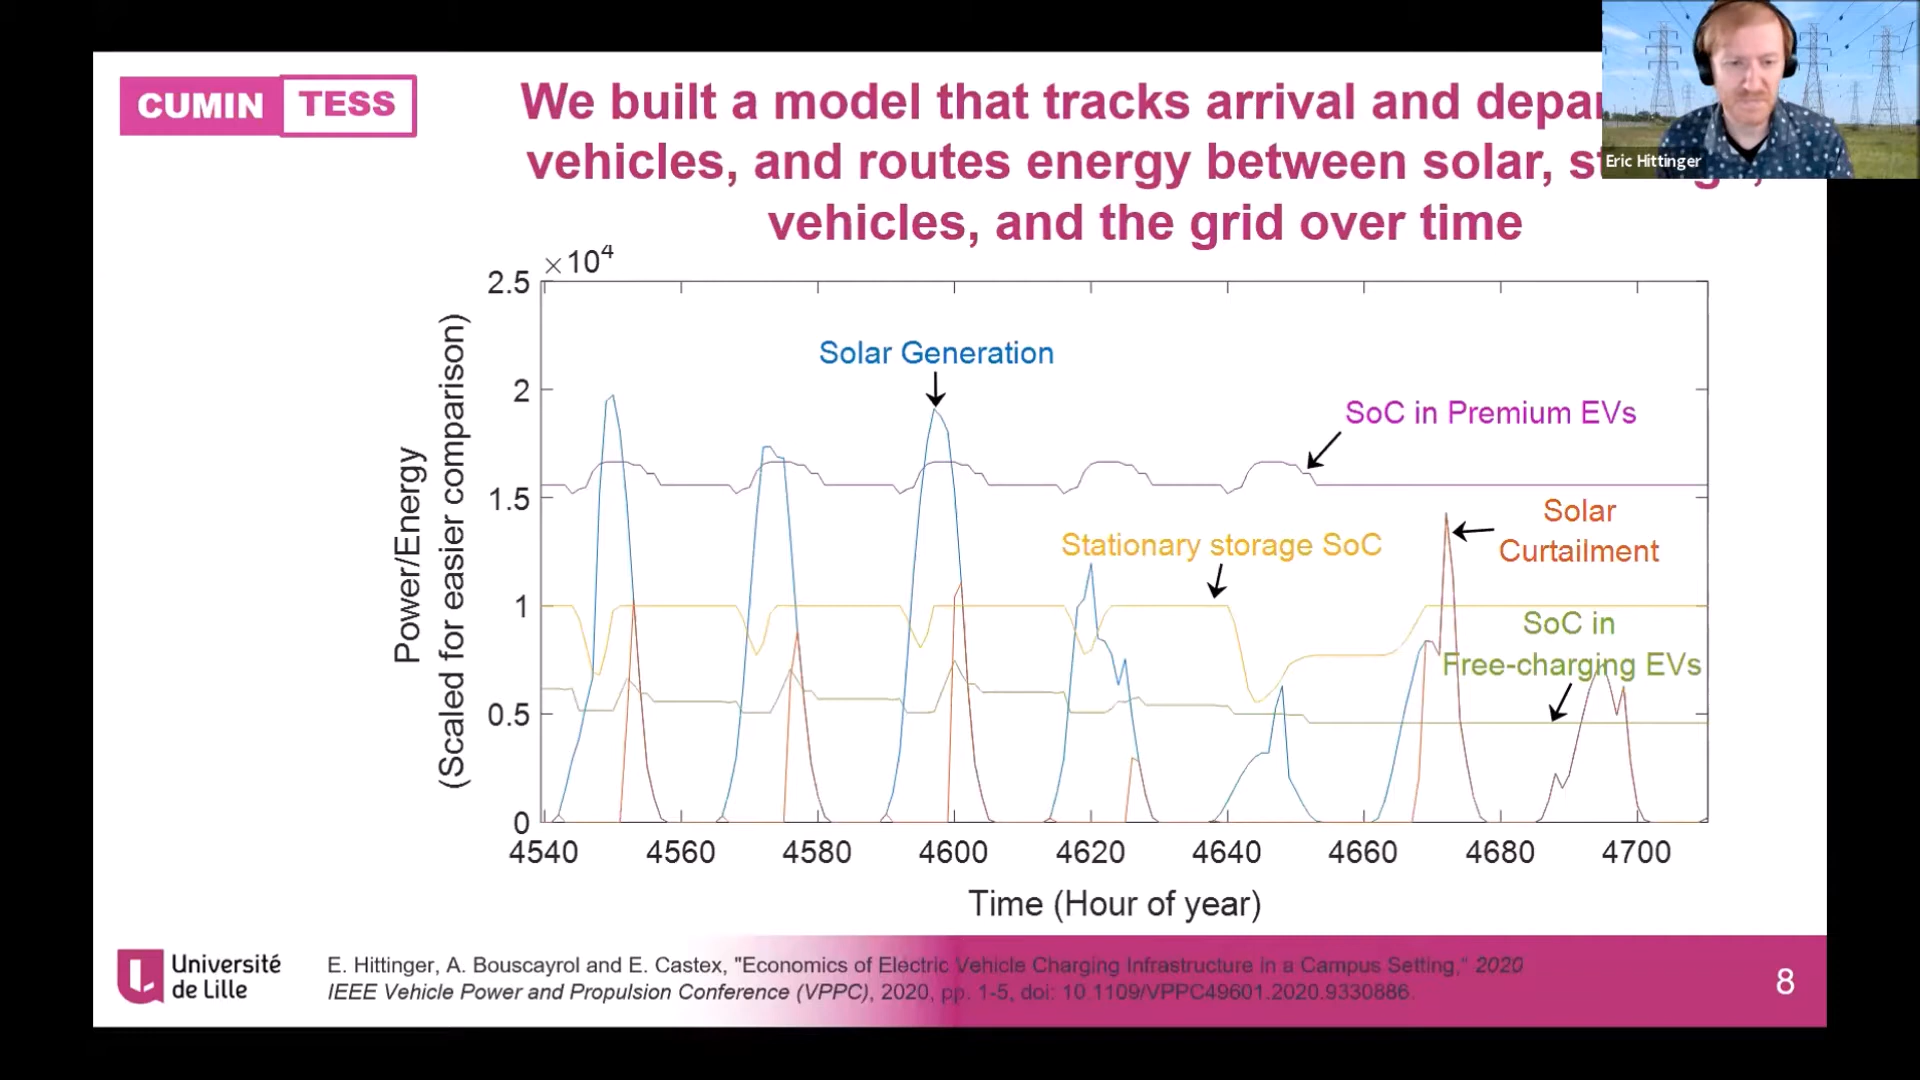 CUMIN TESS
We built a model that tracks arrival and
vehicles, and routes energy between solar,
vehicles, and the grid over time
Eric Hittinger
×10⁴
2.5
2
1.5
1
0.5
0
Power/Energy
(Scaled for easier comparison)
Solar Generation
SoC in Premium EVs
Solar
Curtailment
Stationary storage SoC
SoC in
Free-charging EVs
4540 4560 4580 4600 4620 4640 4660 4680 4700
Time (Hour of year)
Université
de Lille
E. Hittinger, A. Bouscayrol and E. Castex, "Economics of Electric Vehicle Charging Infrastructure in a Campus Setting," 2020
IEEE Vehicle Power and Propulsion Conference (VPPC), 2020, pp. 1-5, doi: 10.1109/VPPC49601.2020.9330886.
8